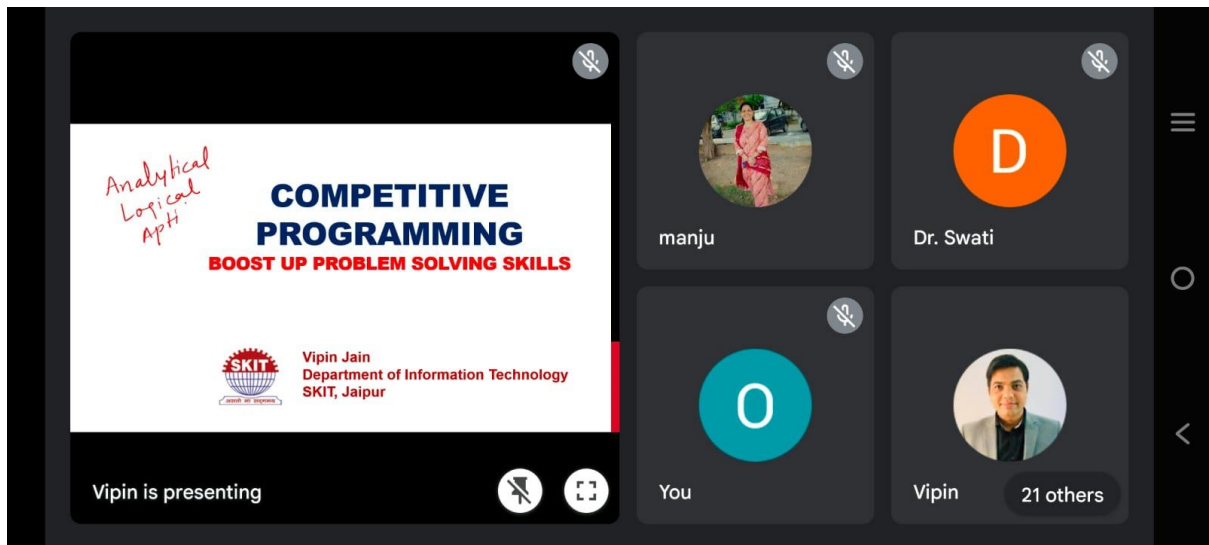 Analytical
Logical
Apti
COMPETITIVE
PROGRAMMING
BOOST UP PROBLEM SOLVING SKILLS
SKIT
Vipin Jain
Department of Information Technology
SKIT, Jaipur
Vipin is presenting
manju
D
Dr. Swati
O
You
Vipin
21 others